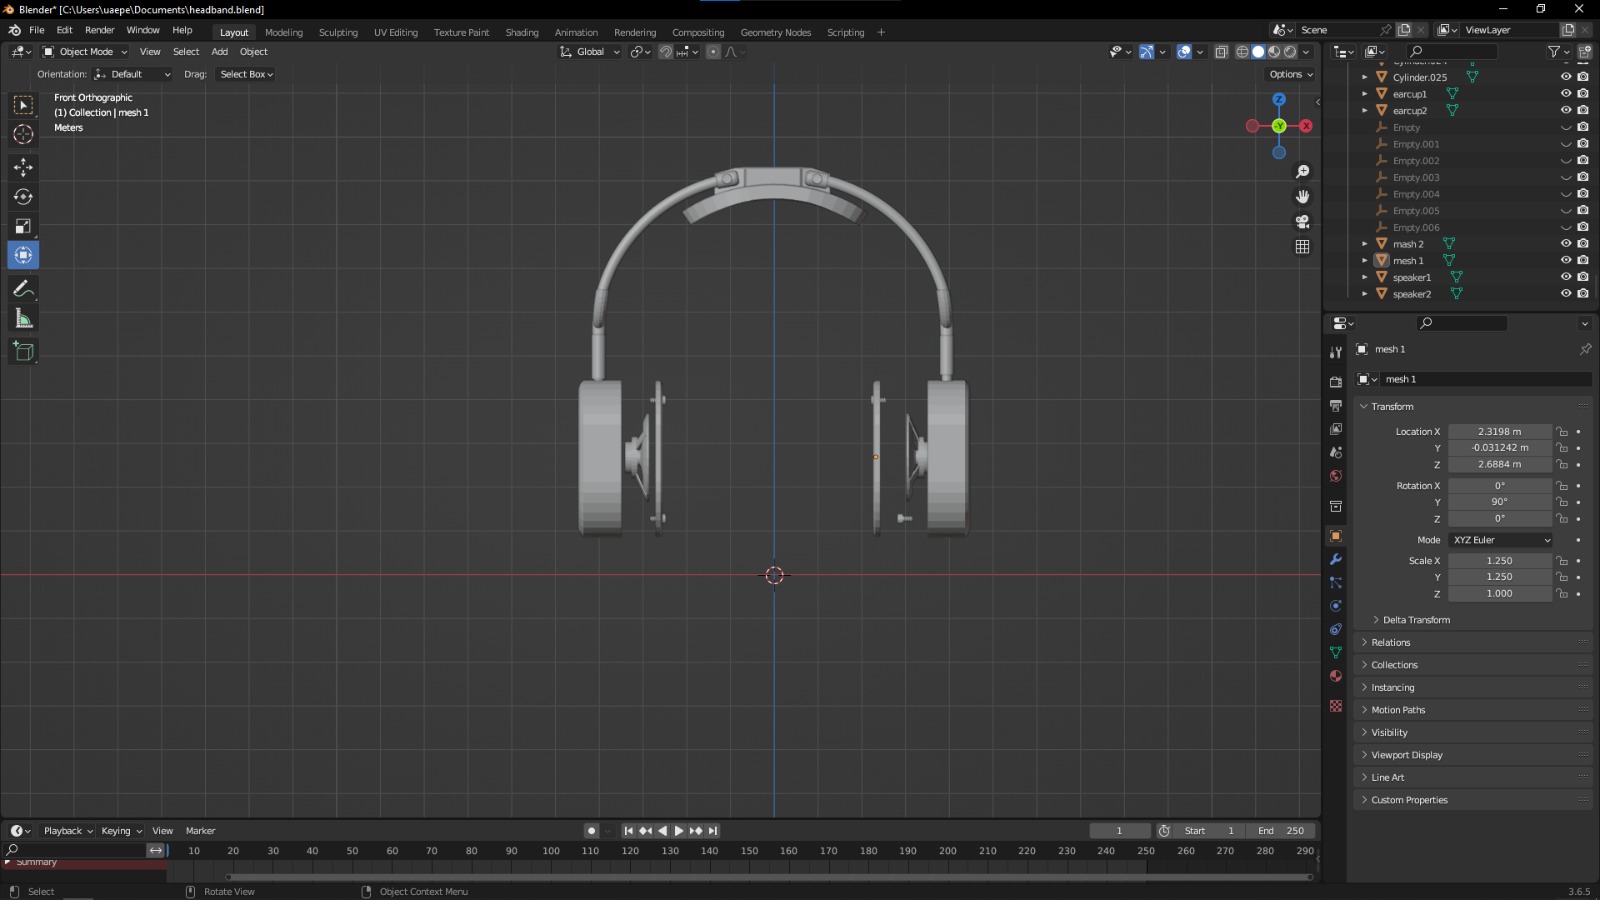 Blender* [C:\Users\uaepe\Documents\headband.blend]
File Edit Render Window Help Layout Modeling Sculpting UV Editing Texture Paint Shading Animation Rendering Compositing Geometry Nodes Scripting + Scene ViewLayer
Object Mode View Select Add Object Global
Orientation: Default Drag: Select Box Options
Front Orthographic
(1) Collection | mesh 1
Meters
Z
-Y
X
Cylinder.025
earcup1
earcup2
Empty
Empty.001
Empty.002
Empty.003
Empty.004
Empty.005
Empty.006
mash 2
mesh 1
speaker1
speaker2
mesh 1
mesh 1
Transform
Location X 2.3198 m
Y -0.031242 m
Z 2.6884 m
Rotation X 0°
Y 90°
Z 0°
Mode XYZ Euler
Scale X 1.250
Y 1.250
Z 1.000
Delta Transform
Relations
Collections
Instancing
Motion Paths
Visibility
Viewport Display
Line Art
Custom Properties
Playback Keying View Marker 1 Start 1 End 250
10 20 30 40 50 60 70 80 90 100 110 120 130 140 150 160 170 180 190 200 210 220 230 240 250 260 270 280 290
Summary
Select Rotate View Object Context Menu 3.6.5